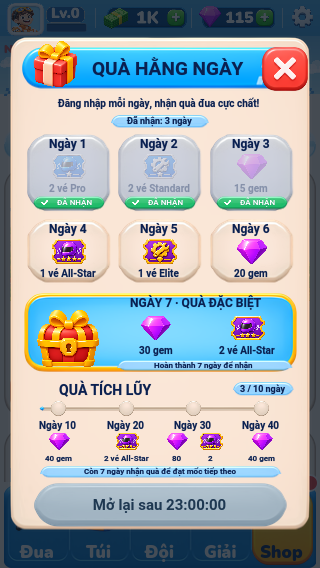 Lv.0
1K
115
QUÀ HẰNG NGÀY
Đăng nhập mỗi ngày, nhận quà đua cực chất!
Đã nhận: 3 ngày
Ngày 1
2 vé Pro
ĐÃ NHẬN
Ngày 2
2 vé Standard
ĐÃ NHẬN
Ngày 3
15 gem
ĐÃ NHẬN
Ngày 4
1 vé All-Star
Ngày 5
1 vé Elite
Ngày 6
20 gem
NGÀY 7 · QUÀ ĐẶC BIỆT
30 gem
2 vé All-Star
Hoàn thành 7 ngày để nhận
QUÀ TÍCH LŨY
3 / 10 ngày
Ngày 10
40 gem
Ngày 20
2 vé All-Star
Ngày 30
80
2
Ngày 40
40 gem
Còn 7 ngày nhận quà để đạt mốc tiếp theo
Mở lại sau 23:00:00
Đua
Túi
Đội
Giải
Shop